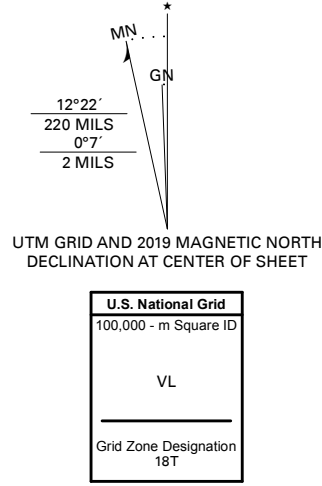 ★
MN
GN
12°22´
220 MILS
0°7´
2 MILS
UTM GRID AND 2019 MAGNETIC NORTH
DECLINATION AT CENTER OF SHEET
U.S. National Grid
100,000 - m Square ID
VL
Grid Zone Designation
18T